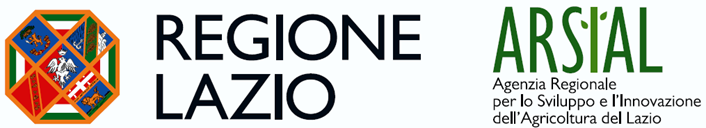 REGIONE
LAZIO
ARSIAL
Agenzia Regionale
per lo Sviluppo e l'Innovazione
dell'Agricoltura del Lazio